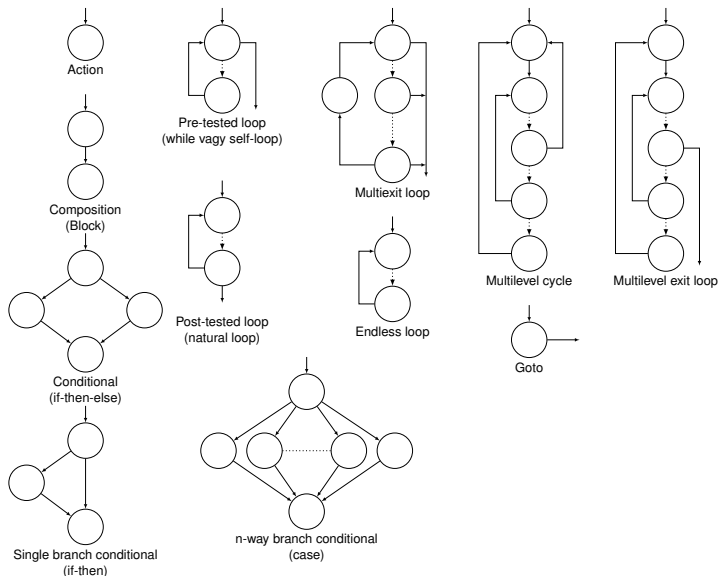 Action
Composition
(Block)
Conditional
(if-then-else)
Single branch conditional
(if-then)
Pre-tested loop
(while vagy self-loop)
Post-tested loop
(natural loop)
n-way branch conditional
(case)
Multiexit loop
Endless loop
Multilevel cycle
Goto
Multilevel exit loop